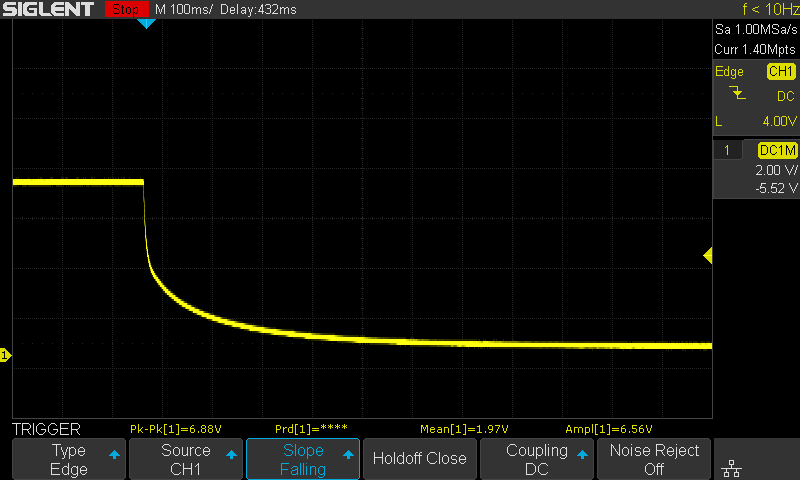 SIGLENT Stop M 100ms/ Delay:432ms f < 10Hz
Sa 1.00MSa/s
Curr 1.40Mpts
Edge CH1
DC
L 4.00V
1 DC1M
2.00 V/
-5.52 V
1
TRIGGER Pk-Pk[1]=6.88V Prd[1]=**** Mean[1]=1.97V Ampl[1]=6.56V
Type Source Slope Holdoff Close Coupling Noise Reject
Edge CH1 Falling DC Off